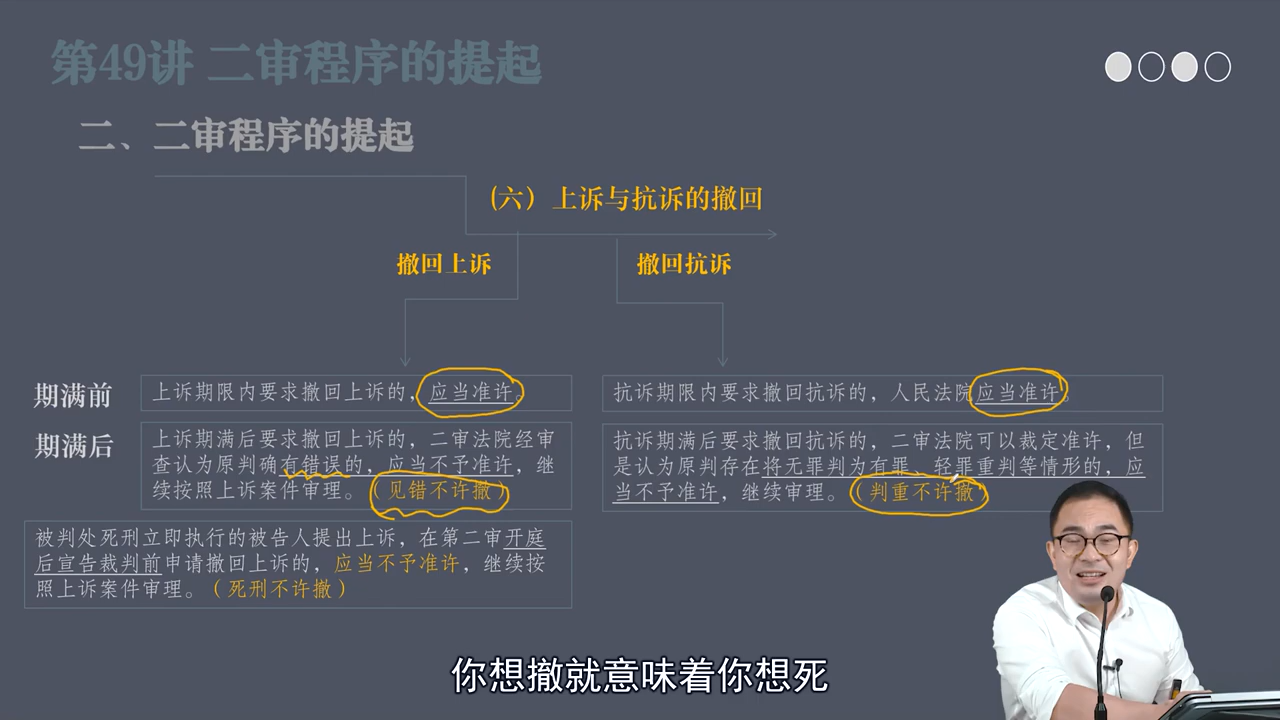 第49讲 二审程序的提起
二、二审程序的提起
（六）上诉与抗诉的撤回
撤回上诉
撤回抗诉
期满前
上诉期限内要求撤回上诉的，应当准许。
抗诉期限内要求撤回抗诉的，人民法院应当准许。
期满后
上诉期满后要求撤回上诉的，二审法院经审
查认为原判确有错误的，应当不予准许，继
续按照上诉案件审理。（见错不许撤）
抗诉期满后要求撤回抗诉的，二审法院可以裁定准许，但
是认为原判存在将无罪判为有罪、轻罪重判等情形的，应
当不予准许，继续审理。（判重不许撤）
被判处死刑立即执行的被告人提出上诉，在第二审开庭
后宣告裁判前申请撤回上诉的，应当不予准许，继续按
照上诉案件审理。（死刑不许撤）
你想撤就意味着你想死